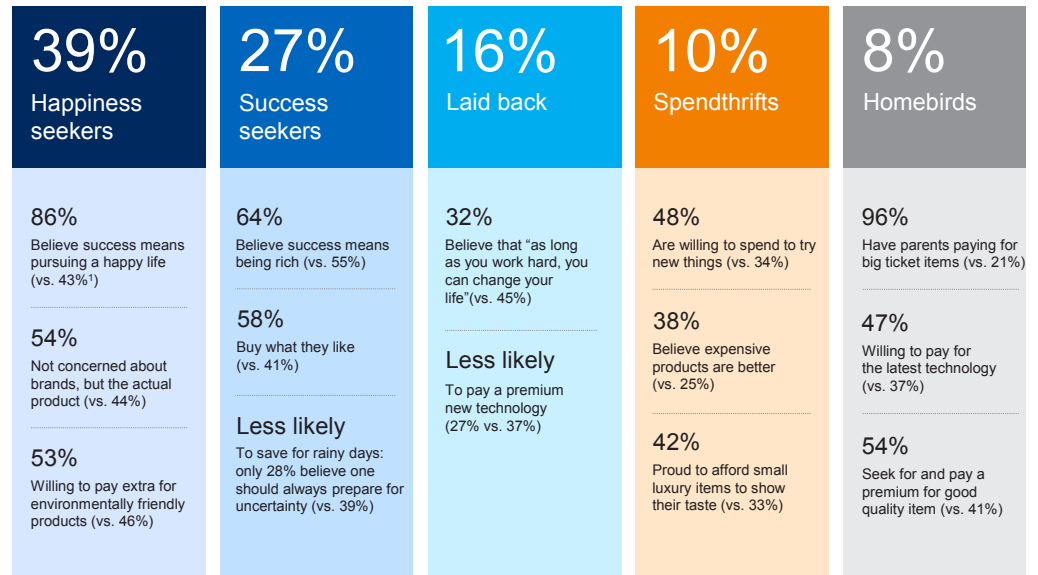 39%
Happiness
seekers
86%
Believe success means
pursuing a happy life
(vs. 43%¹)
54%
Not concerned about
brands, but the actual
product (vs. 44%)
53%
Willing to pay extra for
environmentally friendly
products (vs. 46%)
27%
Success
seekers
64%
Believe success means
being rich (vs. 55%)
58%
Buy what they like
(vs. 41%)
Less likely
To save for rainy days:
only 28% believe one
should always prepare for
uncertainty (vs. 39%)
16%
Laid back
32%
Believe that “as long
as you work hard, you
can change your
life”(vs. 45%)
Less likely
To pay a premium
new technology
(27% vs. 37%)
10%
Spendthrifts
48%
Are willing to spend to try
new things (vs. 34%)
38%
Believe expensive
products are better
(vs. 25%)
42%
Proud to afford small
luxury items to show
their taste (vs. 33%)
8%
Homebirds
96%
Have parents paying for
big ticket items (vs. 21%)
47%
Willing to pay for
the latest technology
(vs. 37%)
54%
Seek for and pay a
premium for good
quality item (vs. 41%)